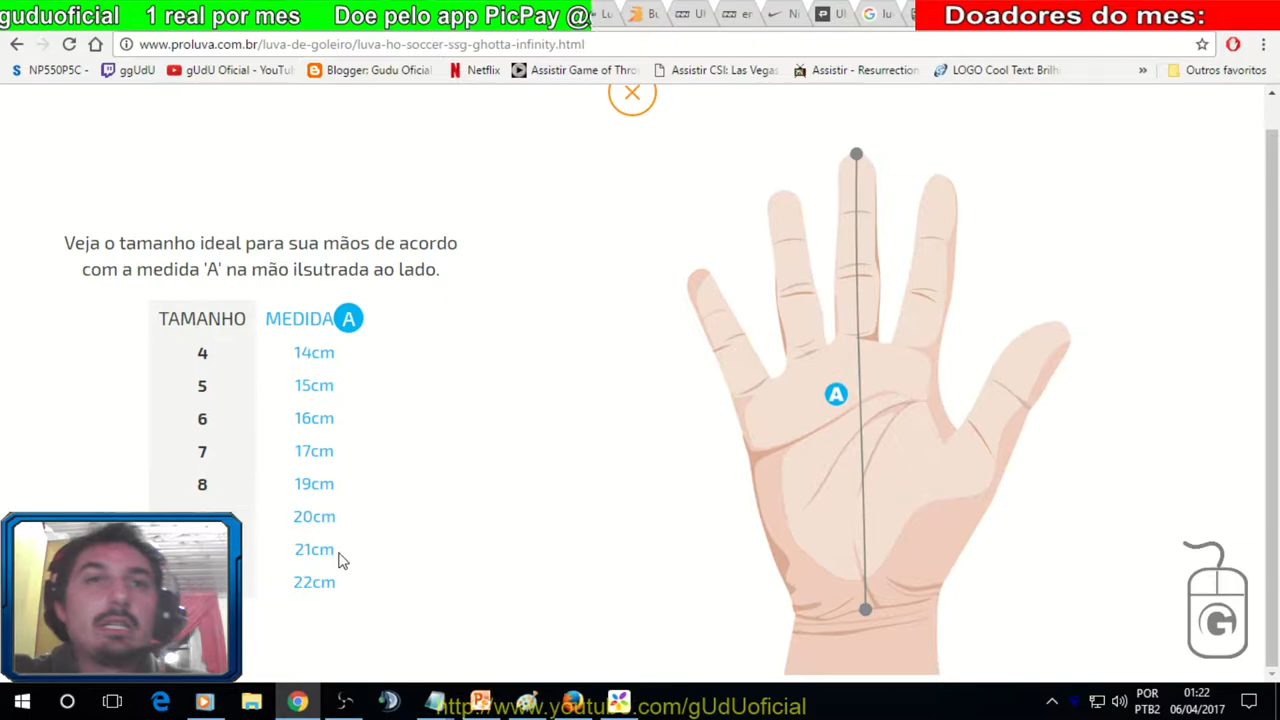 guduoficial 1 real por mes Doe pelo app PicPay @
Doadores do mes:
www.proluva.com.br/luva-de-goleiro/luva-ho-soccer-ssg-ghotta-infinity.html
NP550P5C - ggUdU gUdU Oficial - YouTu Blogger: Gudu Oficial Netflix Assistir Game of Thro Assistir CSI: Las Vegas Assistir - Resurrection LOGO Cool Text: Brilh » Outros favoritos
Veja o tamanho ideal para sua mãos de acordo
com a medida 'A' na mão ilsutrada ao lado.
TAMANHO MEDIDA A
4 14cm
5 15cm
6 16cm
7 17cm
8 19cm
20cm
21cm
22cm
A
G
http://www.youtube.com/gUdUoficial
POR
PTB2
01:22
06/04/2017